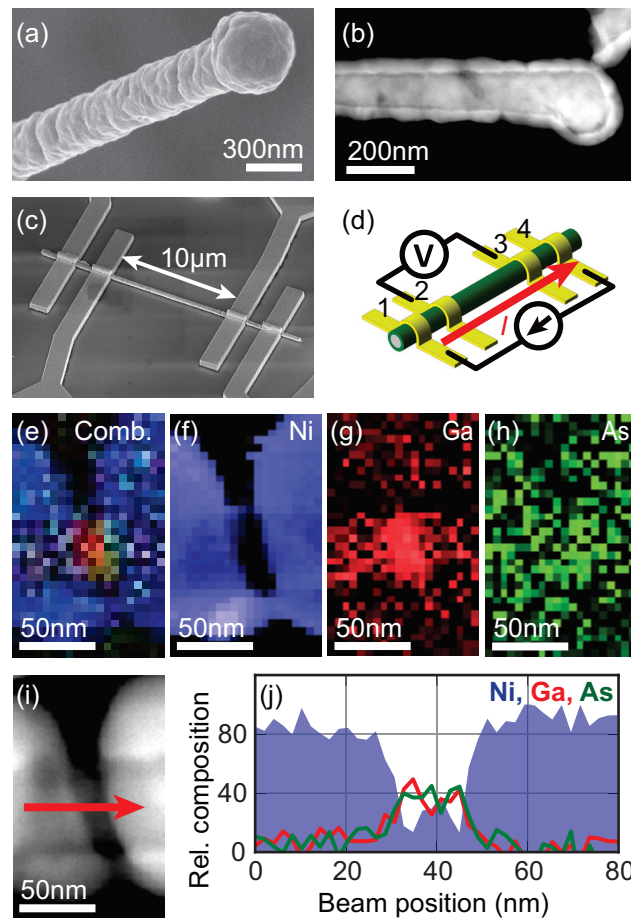 (a)
300nm
(b)
200nm
(c)
10µm
(d)
V
1
2
3
4
I
(e) Comb.
50nm
(f) Ni
(g) Ga
50nm
(h) As
50nm
(i)
50nm
(j) Ni, Ga, As
Rel. composition
80
40
0
0 20 40 60 80
Beam position (nm)